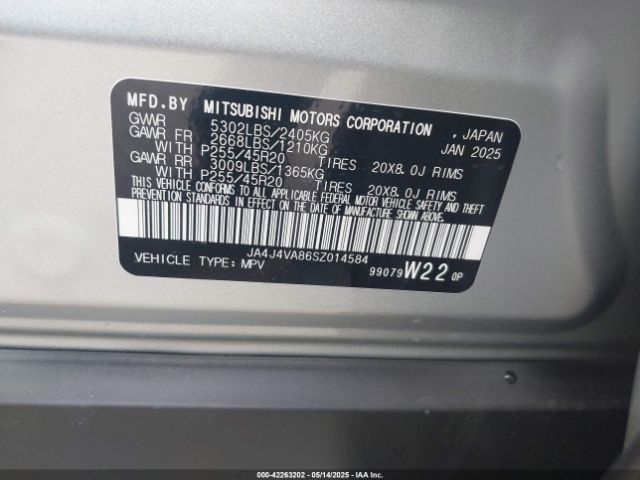 MFD.BY MITSUBISHI MOTORS CORPORATION , JAPAN
GVWR 5302LBS/2405KG JAN 2025
GAWR FR 2668LBS/1210KG
WITH P255/45R20 TIRES 20X8.0J RIMS
GAWR RR 3009LBS/1365KG
WITH P255/45R20 TIRES 20X8.0J RIMS
THIS VEHICLE CONFORMS TO ALL APPLICABLE FEDERAL MOTOR VEHICLE SAFETY AND THEFT
PREVENTION STANDARDS IN EFFECT ON THE DATE OF MANUFACTURE SHOWN ABOVE.
JA4J4VA86SZ014584
VEHICLE TYPE: MPV 99079 W22 0P
000-42263202 - 05/14/2025 - IAAI.COM